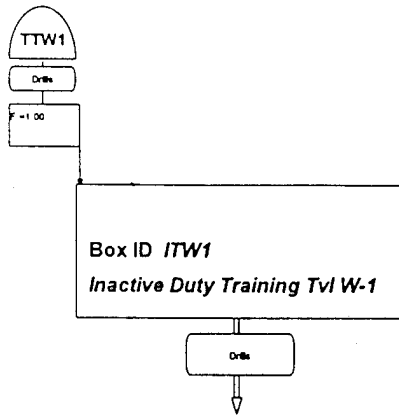 TTW1
Drills
F =1.00
Box ID ITW1
Inactive Duty Training Tvl W-1
Drills